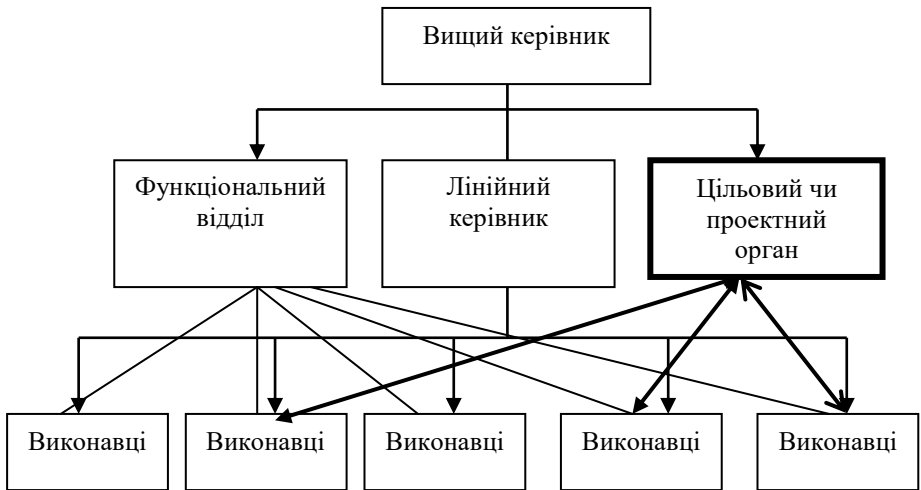 Вищий керівник
Функціональний
відділ
Лінійний
керівник
Цільовий чи
проектний
орган
Виконавці
Виконавці
Виконавці
Виконавці
Виконавці